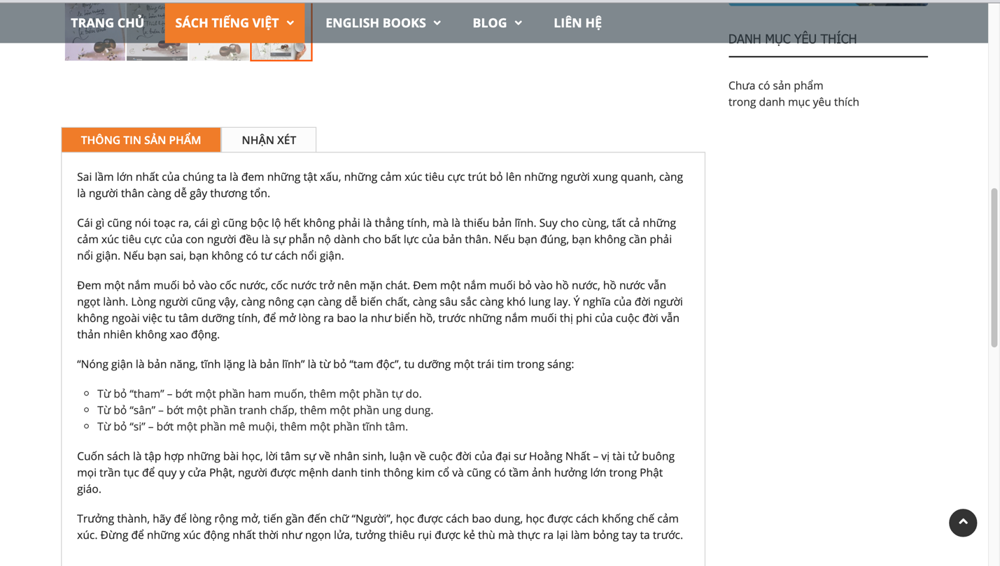 TRANG CHỦ
SÁCH TIẾNG VIỆT
ENGLISH BOOKS
BLOG
LIÊN HỆ
DANH MỤC YÊU THÍCH
Chưa có sản phẩm
trong danh mục yêu thích
THÔNG TIN SẢN PHẨM
NHẬN XÉT
Sai lầm lớn nhất của chúng ta là đem những tật xấu, những cảm xúc tiêu cực trút bỏ lên những người xung quanh, càng
là người thân càng dễ gây thương tổn.
Cái gì cũng nói toạc ra, cái gì cũng bộc lộ hết không phải là thẳng tính, mà là thiếu bản lĩnh. Suy cho cùng, tất cả những
cảm xúc tiêu cực của con người đều là sự phẫn nộ dành cho bất lực của bản thân. Nếu bạn đúng, bạn không cần phải
nổi giận. Nếu bạn sai, bạn không có tư cách nổi giận.
Đem một nắm muối bỏ vào cốc nước, cốc nước trở nên mặn chát. Đem một nắm muối bỏ vào hồ nước, hồ nước vẫn
ngọt lành. Lòng người cũng vậy, càng nông cạn càng dễ biến chất, càng sâu sắc càng khó lung lay. Ý nghĩa của đời người
không ngoài việc tu tâm dưỡng tính, để mở lòng ra bao la như biển hồ, trước những nắm muối thị phi của cuộc đời vẫn
thản nhiên không xao động.
“Nóng giận là bản năng, tĩnh lặng là bản lĩnh” là từ bỏ “tam độc”, tu dưỡng một trái tim trong sáng:
Từ bỏ “tham” – bớt một phần ham muốn, thêm một phần tự do.
Từ bỏ “sân” – bớt một phần tranh chấp, thêm một phần ung dung.
Từ bỏ “si” – bớt một phần mê muội, thêm một phần tĩnh tâm.
Cuốn sách là tập hợp những bài học, lời tâm sự về nhân sinh, luận về cuộc đời của đại sư Hoằng Nhất – vị tài tử buông
mọi trần tục để quy y cửa Phật, người được mệnh danh tinh thông kim cổ và cũng có tầm ảnh hưởng lớn trong Phật
giáo.
Trưởng thành, hãy để lòng rộng mở, tiến gần đến chữ “Người”, học được cách bao dung, học được cách khống chế cảm
xúc. Đừng để những xúc động nhất thời như ngọn lửa, tưởng thiêu rụi được kẻ thù mà thực ra lại làm bỏng tay ta trước.